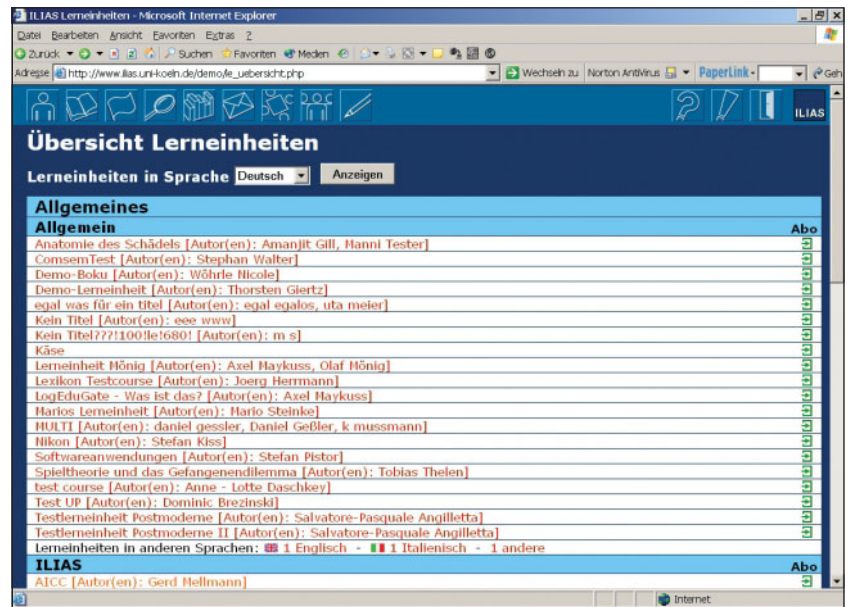 ILIAS Lerneinheiten - Microsoft Internet Explorer
Datei Bearbeiten Ansicht Favoriten Extras ?
Zurück Suchen Favoriten Medien
Adresse http://www.ilias.uni-koeln.de/demo/le_uebersicht.php Wechseln zu Norton AntiVirus PaperLink- Geh
ILIAS
Übersicht Lerneinheiten
Lerneinheiten in Sprache Deutsch Anzeigen
Allgemeines
Allgemein Abo
Anatomie des Schädels [Autor(en): Amanjit Gill, Manni Tester]
ComsemTest [Autor(en): Stephan Walter]
Demo-Boku [Autor(en): Wöhrle Nicole]
Demo-Lerneinheit [Autor(en): Thorsten Giertz]
egal was für ein titel [Autor(en): egal egalos, uta meier]
Kein Titel [Autor(en): eee www]
Kein Titel???!100!le!680! [Autor(en): m s]
Käse
Lerneinheit Mönig [Autor(en): Axel Maykuss, Olaf Mönig]
Lexikon Testcourse [Autor(en): Joerg Herrmann]
LogEduGate - Was ist das? [Autor(en): Axel Maykuss]
Marios Lerneinheit [Autor(en): Mario Steinke]
MULTI [Autor(en): daniel gessler, Daniel Geßler, k mussmann]
Nikon [Autor(en): Stefan Kiss]
Softwareanwendungen [Autor(en): Stefan Pistor]
Spieltheorie und das Gefangenendilemma [Autor(en): Tobias Thelen]
test course [Autor(en): Anne - Lotte Daschkey]
Test UP [Autor(en): Dominic Brezinski]
Testlerneinheit Postmoderne [Autor(en): Salvatore-Pasquale Angilletta]
Testlerneinheit Postmoderne II [Autor(en): Salvatore-Pasquale Angilletta]
Lerneinheiten in anderen Sprachen: 1 Englisch - 1 Italienisch - 1 andere
ILIAS Abo
AICC [Autor(en): Gerd Mellmann]
Internet